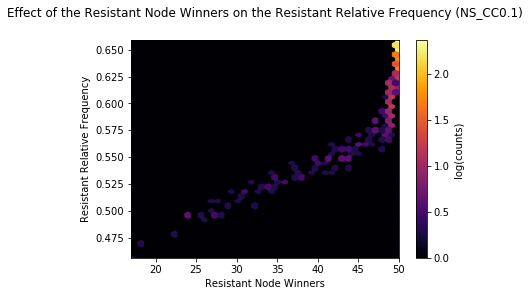 Effect of the Resistant Node Winners on the Resistant Relative Frequency (NS_CC0.1)
0.650
0.625
0.600
0.575
0.550
0.525
0.500
0.475
Resistant Relative Frequency
20 25 30 35 40 45 50
Resistant Node Winners
2.0
1.5
1.0
0.5
0.0
log(counts)